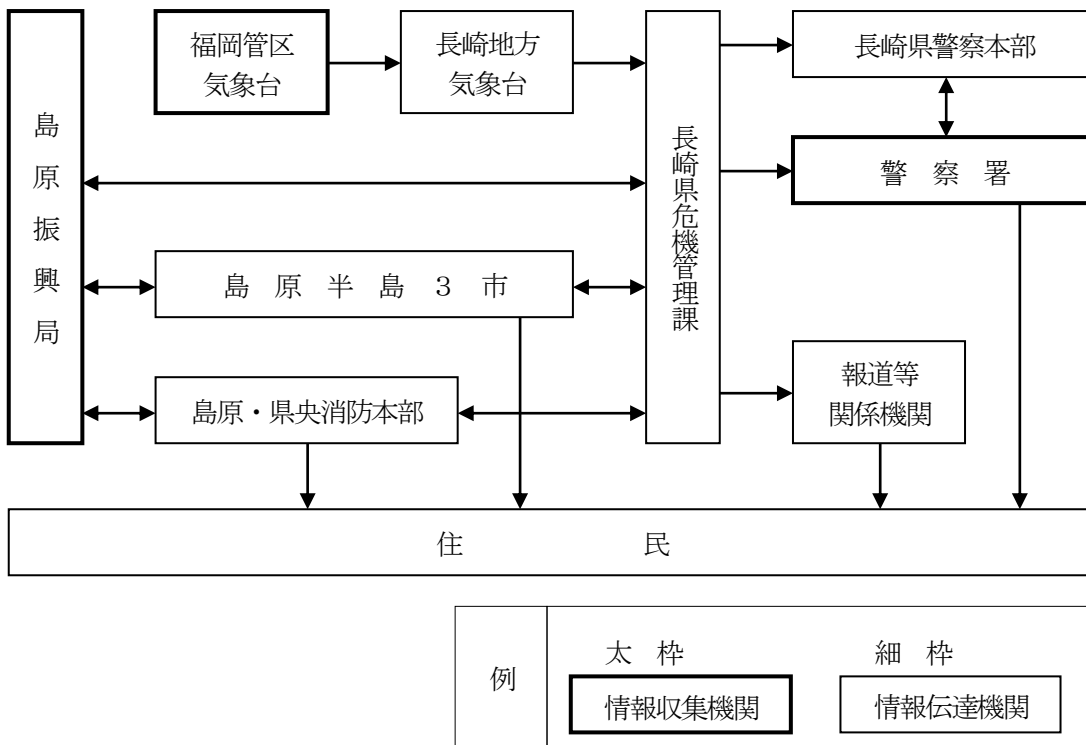 島原振興局
福岡管区
気象台
長崎地方
気象台
長崎県危機管理課
長崎県警察本部
警察署
島原半島３市
島原・県央消防本部
報道等
関係機関
住民
例
太枠
情報収集機関
細枠
情報伝達機関